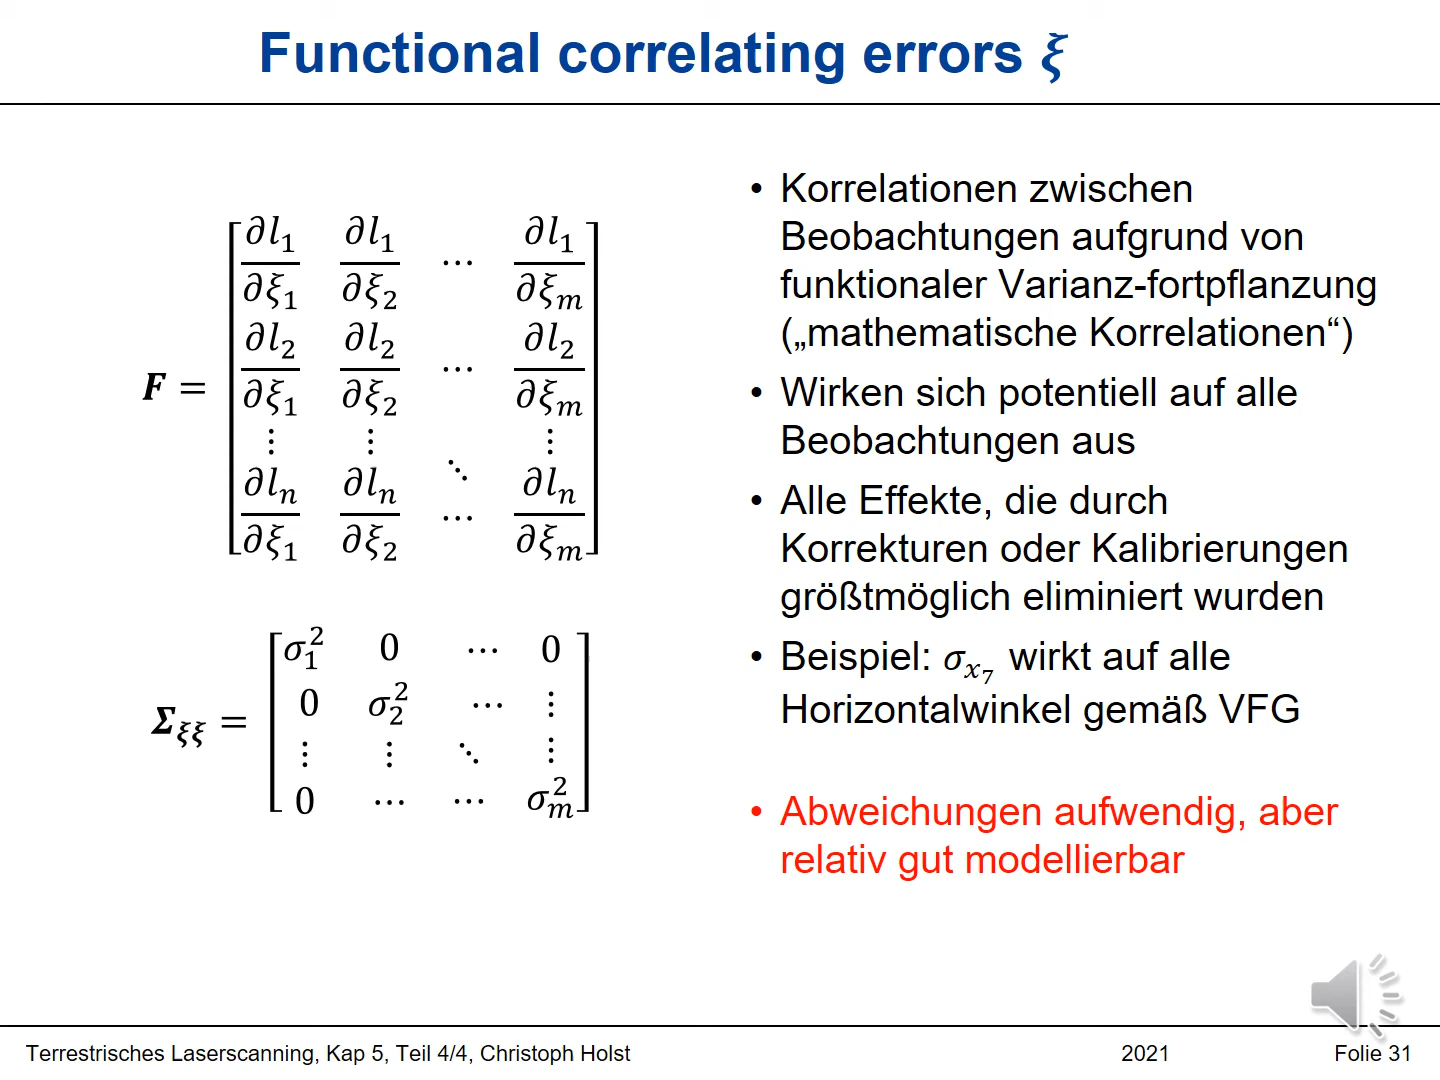 Functional correlating errors ξ
F = [ ∂l₁/∂ξ₁ ∂l₁/∂ξ₂ ⋯ ∂l₁/∂ξₘ
∂l₂/∂ξ₁ ∂l₂/∂ξ₂ ⋯ ∂l₂/∂ξₘ
⋮ ⋮ ⋱ ⋮
∂lₙ/∂ξ₁ ∂lₙ/∂ξ₂ ⋯ ∂lₙ/∂ξₘ ]
Σ_ξξ = [ σ₁² 0 ⋯ 0
0 σ₂² ⋯ ⋮
⋮ ⋮ ⋱ ⋮
0 ⋯ ⋯ σₘ² ]
• Korrelationen zwischen
Beobachtungen aufgrund von
funktionaler Varianz-fortpflanzung
(„mathematische Korrelationen“)
• Wirken sich potentiell auf alle
Beobachtungen aus
• Alle Effekte, die durch
Korrekturen oder Kalibrierungen
größtmöglich eliminiert wurden
• Beispiel: σ_x₇ wirkt auf alle
Horizontalwinkel gemäß VFG
• Abweichungen aufwendig, aber
relativ gut modellierbar
Terrestrisches Laserscanning, Kap 5, Teil 4/4, Christoph Holst
2021
Folie 31